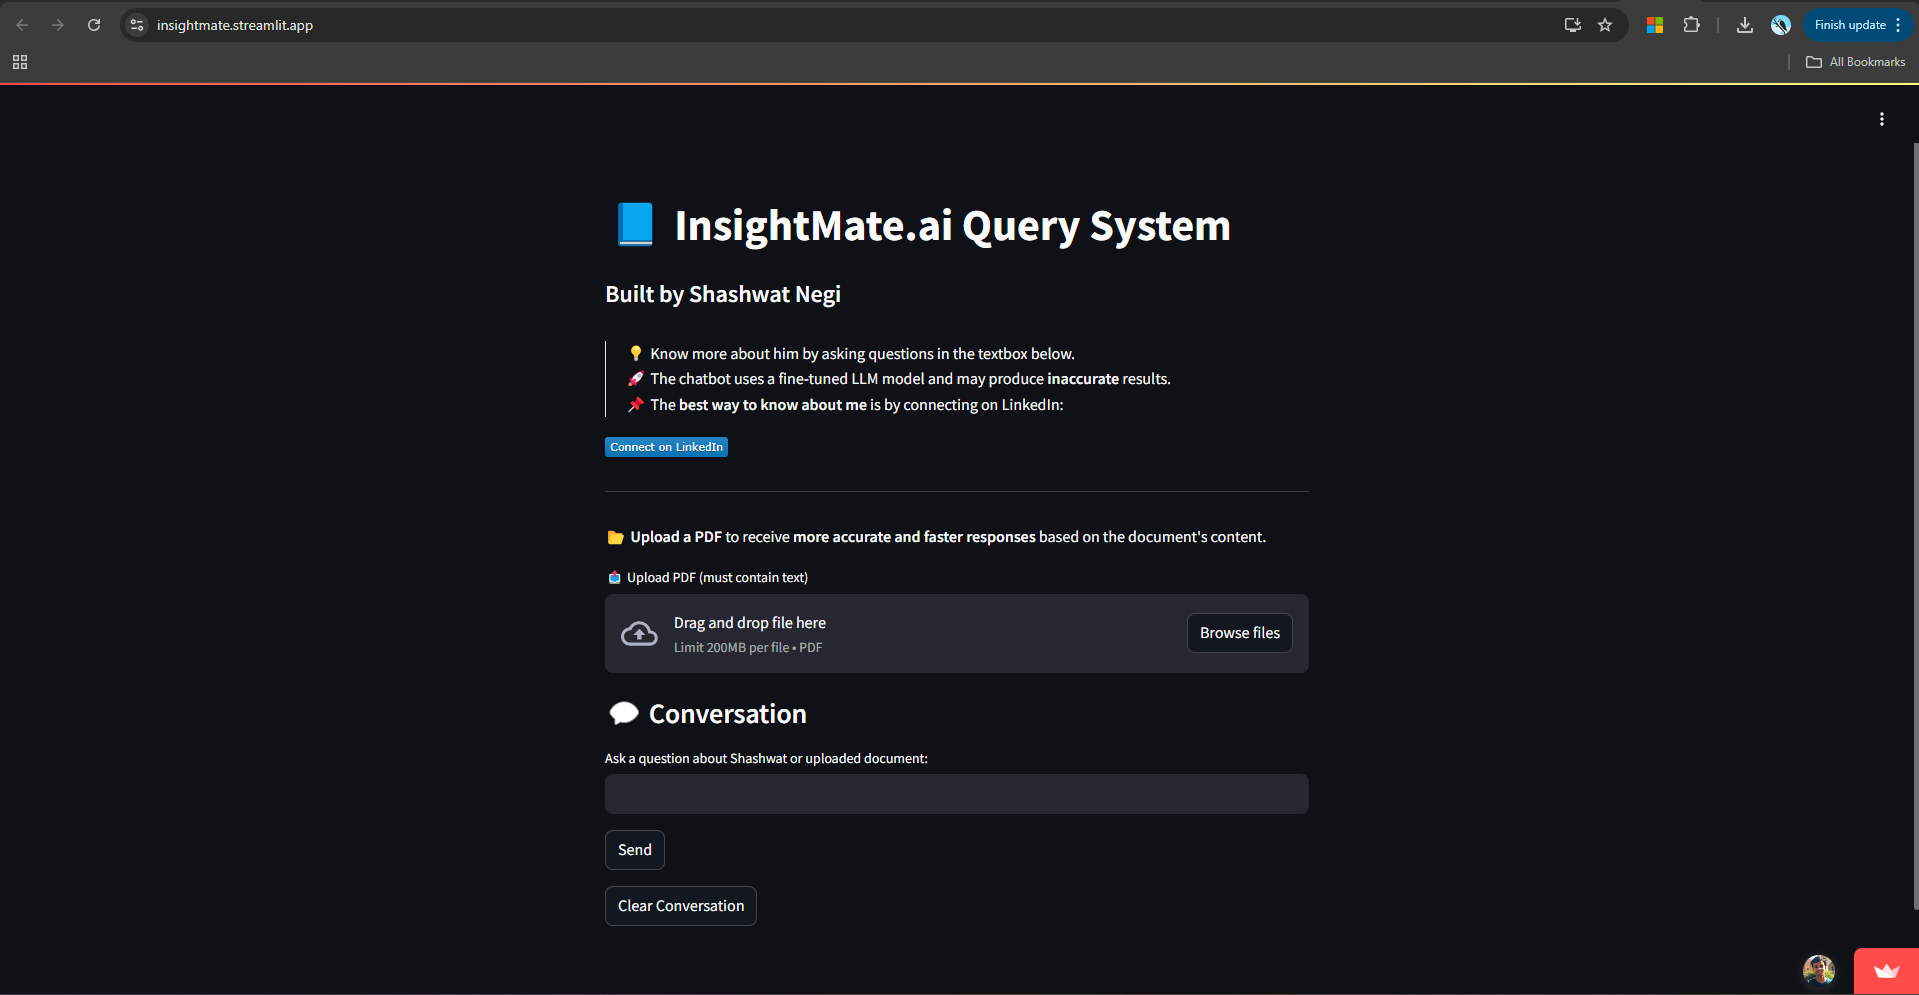 insightmate.streamlit.app
Finish update
All Bookmarks
InsightMate.ai Query System
Built by Shashwat Negi
Know more about him by asking questions in the textbox below.
The chatbot uses a fine-tuned LLM model and may produce inaccurate results.
The best way to know about me is by connecting on LinkedIn:
Connect on LinkedIn
Upload a PDF to receive more accurate and faster responses based on the document's content.
Upload PDF (must contain text)
Drag and drop file here
Limit 200MB per file • PDF
Browse files
Conversation
Ask a question about Shashwat or uploaded document:
Send
Clear Conversation